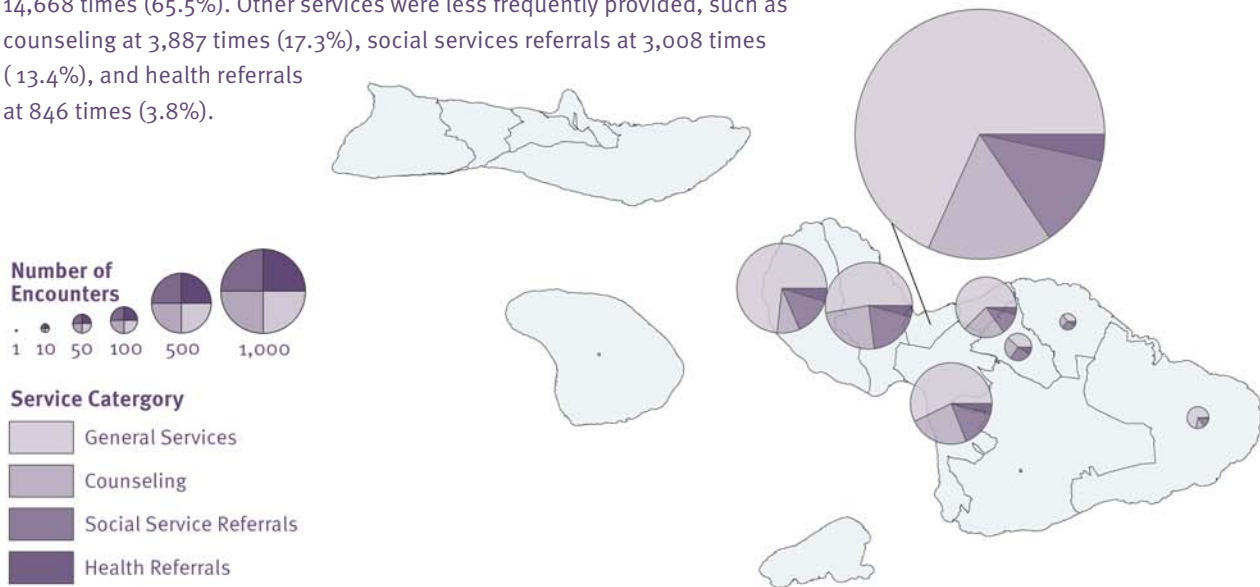 14,668 times (65.5%). Other services were less frequently provided, such as
counseling at 3,887 times (17.3%), social services referrals at 3,008 times
( 13.4%), and health referrals
at 846 times (3.8%).
Number of
Encounters
1 10 50 100 500 1,000
Service Catergory
General Services
Counseling
Social Service Referrals
Health Referrals